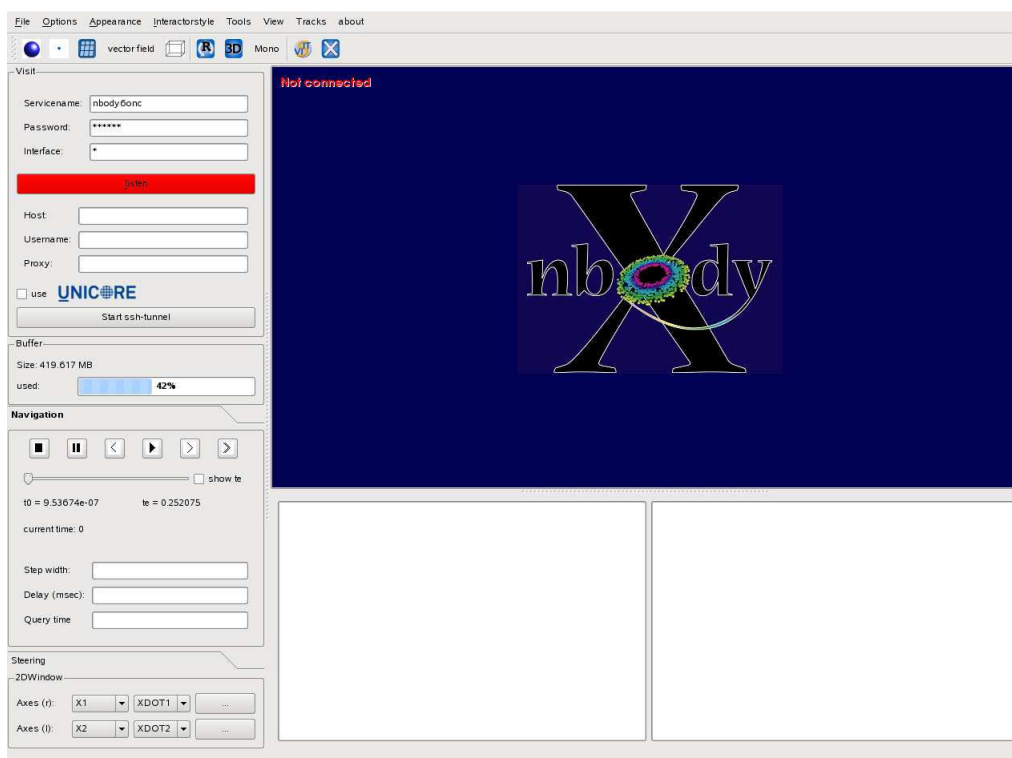 File Options Appearance Interactorstyle Tools View Tracks about
vector field R 3D Mono
Visit
Not connected
Servicename: nbody6onc
Password: ******
Interface: *
listen
Host:
Username:
Proxy:
use UNICORE
Start ssh-tunnel
Buffer
Size: 419.617 MB
used: 42%
Navigation
show te
t0 = 9.53674e-07 te = 0.252075
current time: 0
Step width:
Delay (msec):
Query time
Steering
2DWindow
Axes (r): X1 XDOT1 ...
Axes (l): X2 XDOT2 ...
X
nbody